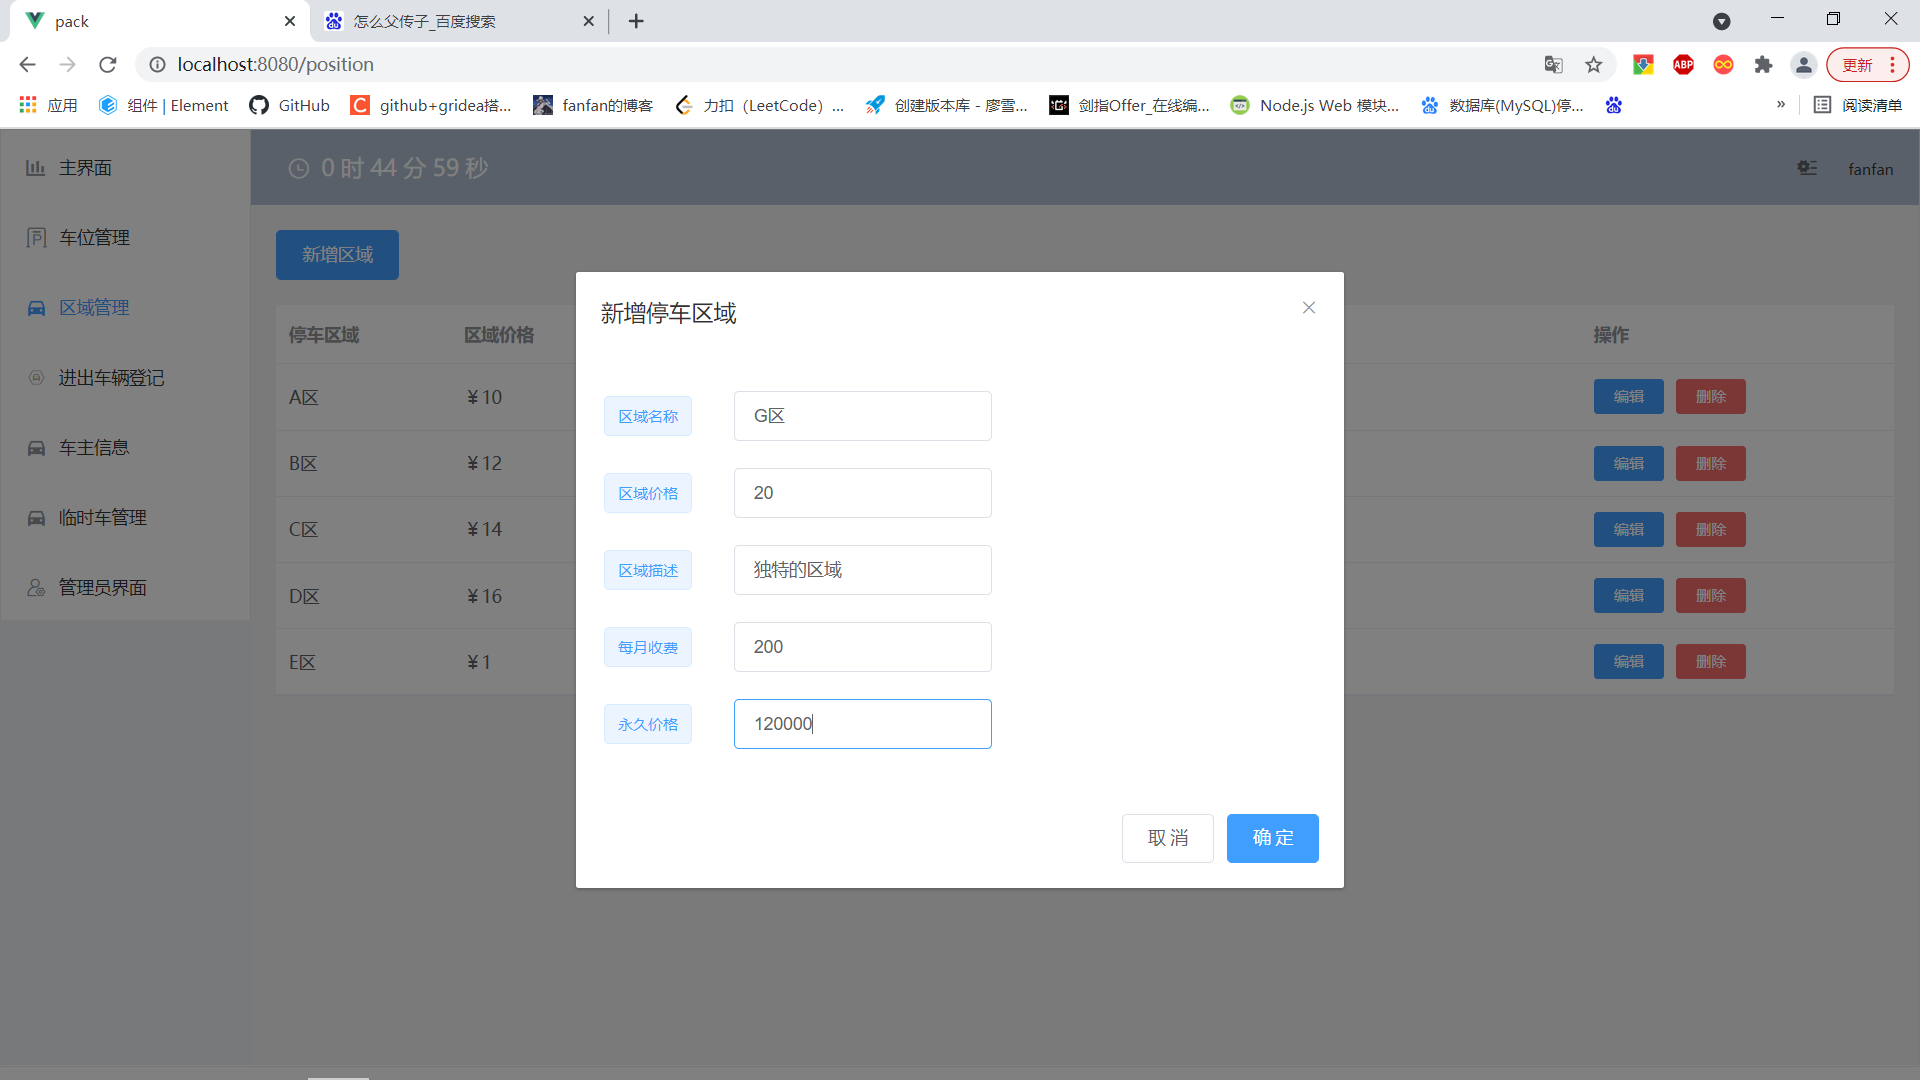 pack
怎么父传子_百度搜索
localhost:8080/position
更新
应用
组件 | Element
GitHub
github+gridea搭...
fanfan的博客
力扣（LeetCode）...
创建版本库 - 廖雪...
剑指Offer_在线编...
Node.js Web 模块...
数据库(MySQL)停...
»
阅读清单
主界面
车位管理
区域管理
进出车辆登记
车主信息
临时车管理
管理员界面
0 时 44 分 59 秒
fanfan
新增区域
停车区域 区域价格 操作
A区 ￥10 编辑 删除
B区 ￥12 编辑 删除
C区 ￥14 编辑 删除
D区 ￥16 编辑 删除
E区 ￥1 编辑 删除
新增停车区域
区域名称 G区
区域价格 20
区域描述 独特的区域
每月收费 200
永久价格 120000
取 消 确 定